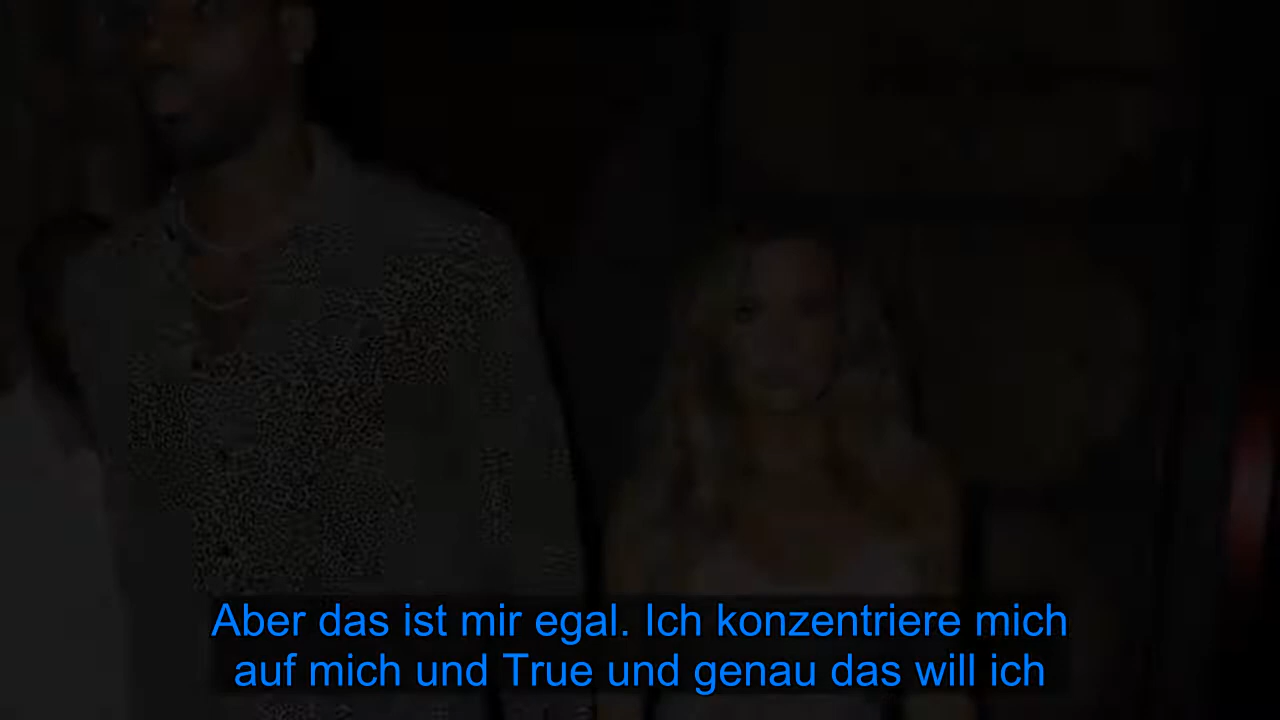 Aber das ist mir egal. Ich konzentriere mich
auf mich und True und genau das will ich